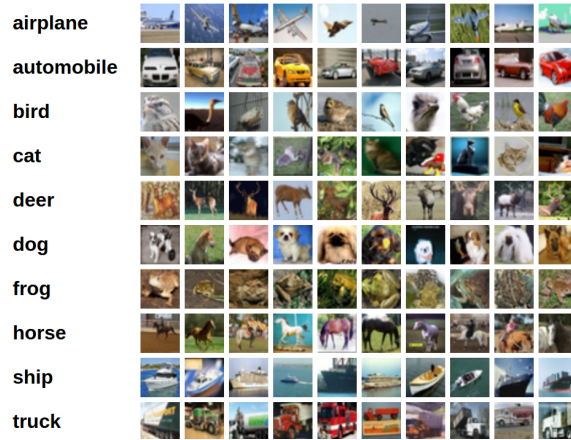 airplane
automobile
bird
cat
deer
dog
frog
horse
ship
truck